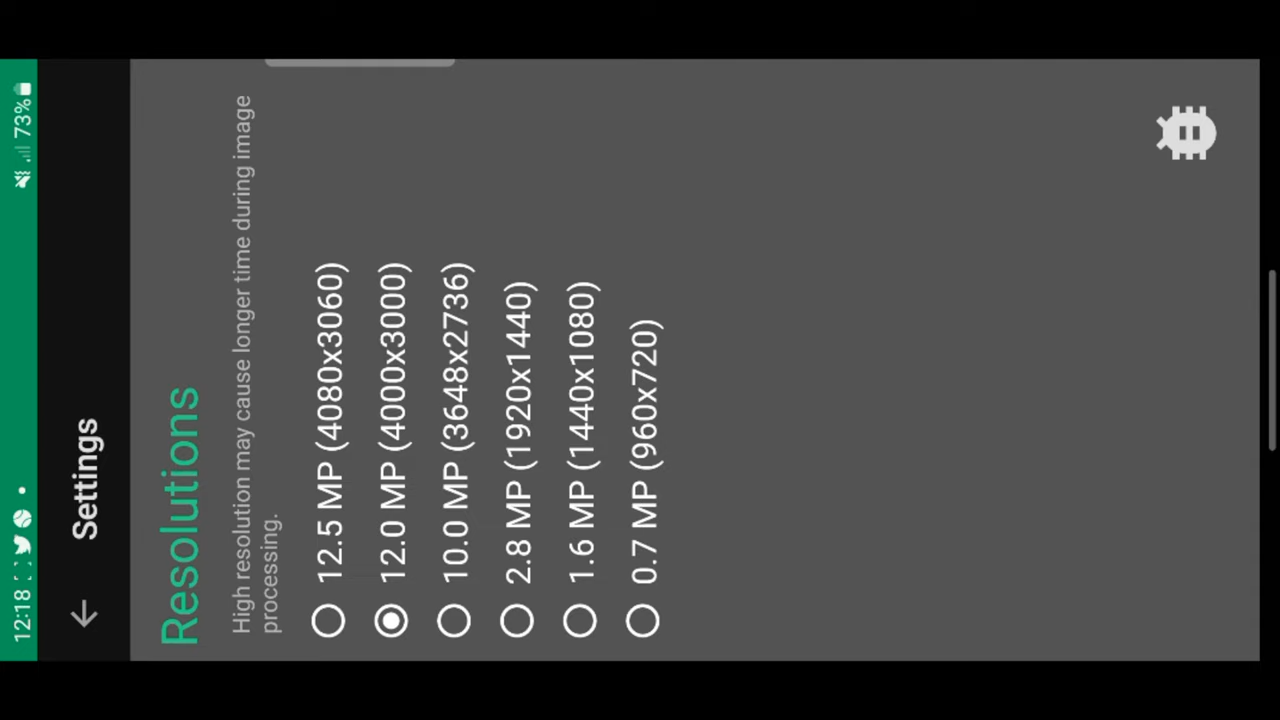 12:18
73%
Settings
Resolutions
High resolution may cause longer time during image
processing.
12.5 MP (4080x3060)
12.0 MP (4000x3000)
10.0 MP (3648x2736)
2.8 MP (1920x1440)
1.6 MP (1440x1080)
0.7 MP (960x720)